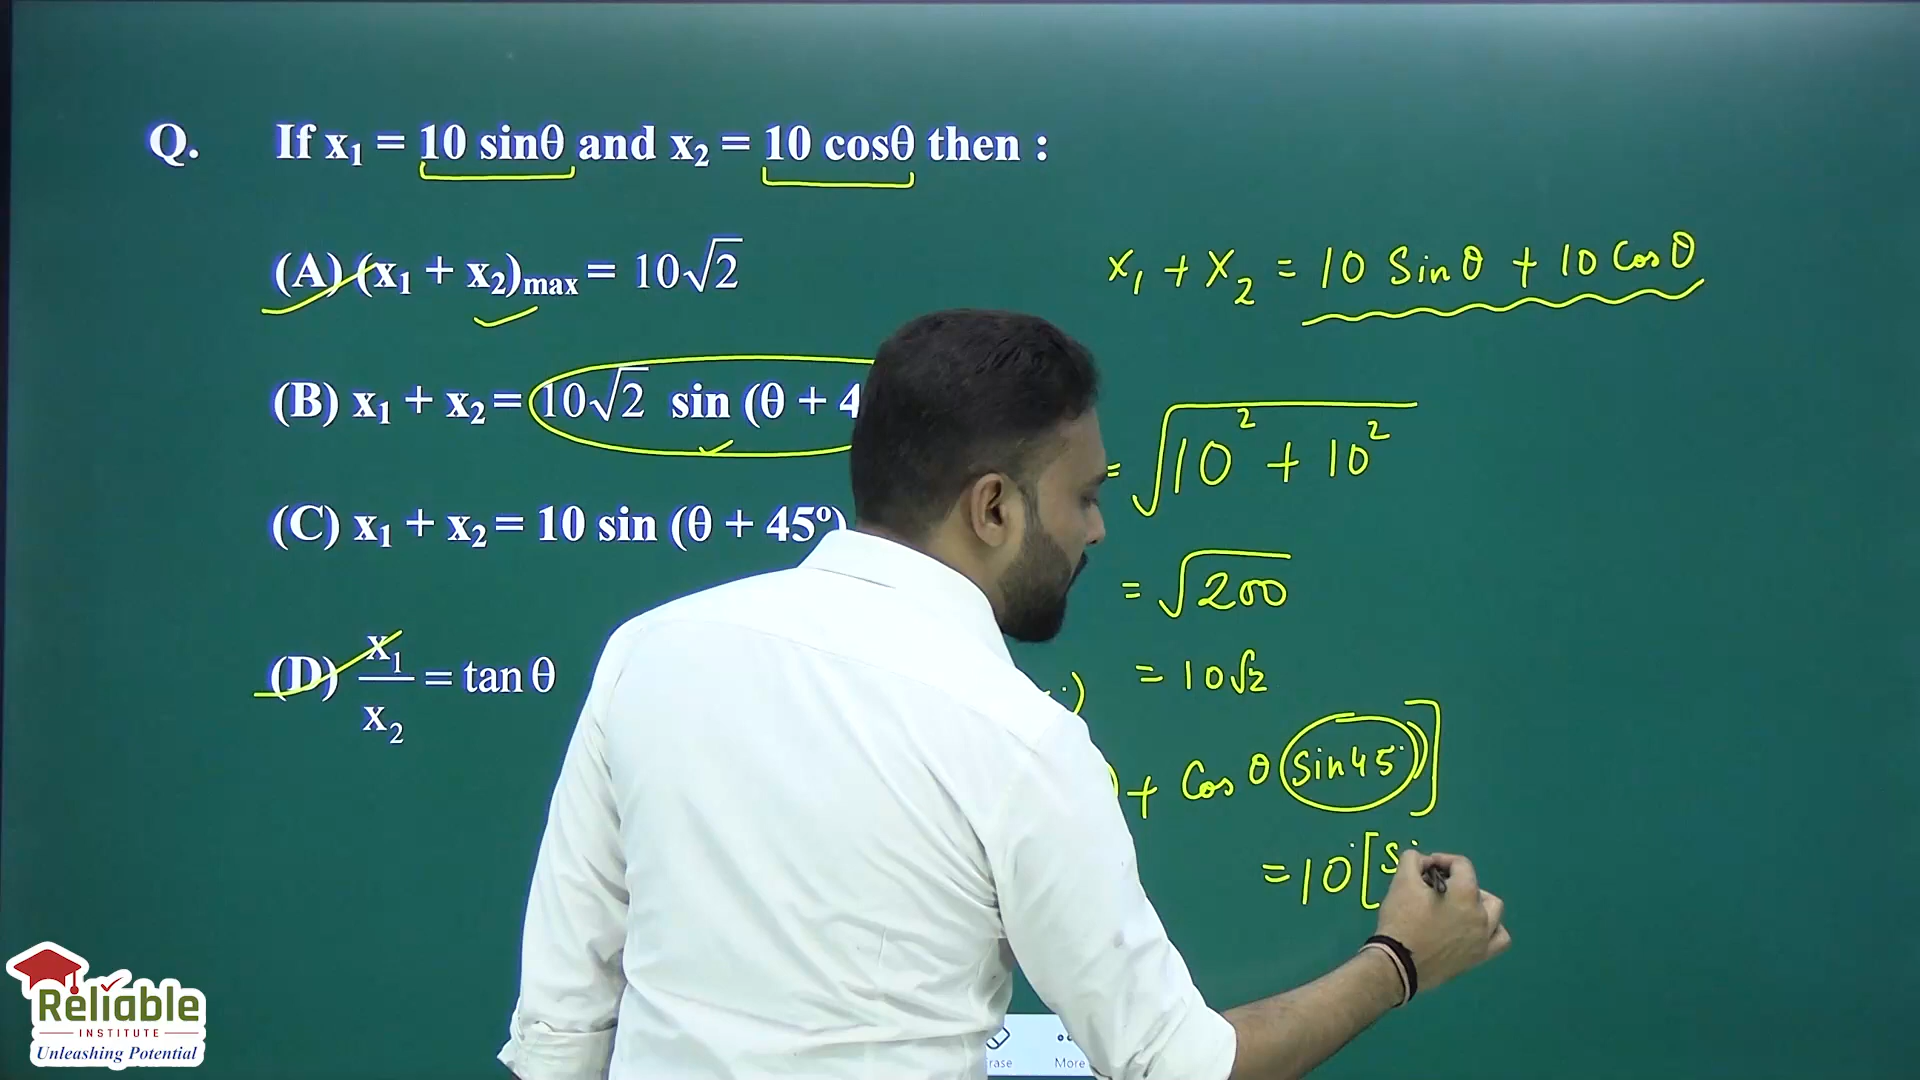 Q. If x₁ = 10 sinθ and x₂ = 10 cosθ then :
(A) (x₁ + x₂)max = 10√2
(B) x₁ + x₂ = 10√2 sin (θ + 4
(C) x₁ + x₂ = 10 sin (θ + 45º)
(D) x₁/x₂ = tan θ
x₁ + x₂ = 10 Sin θ + 10 Cos θ
= √10² + 10²
= √200
= 10√2
+ Cos θ (sin 45)]
= 10 [si
Reliable
INSTITUTE
Unleashing Potential
More